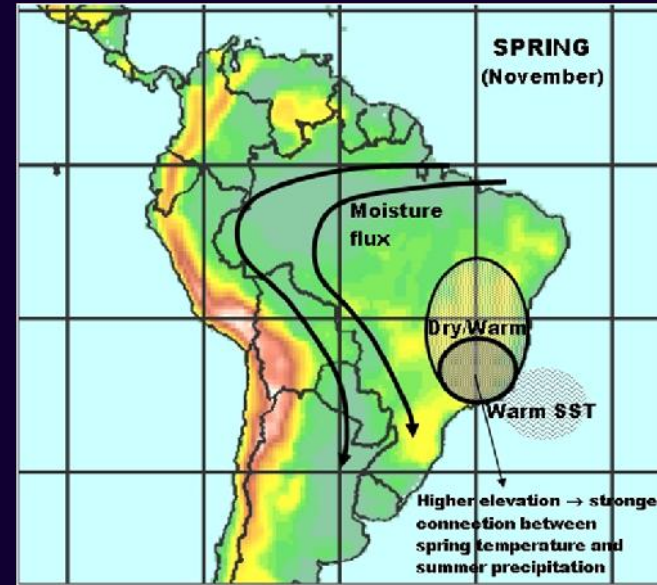 SPRING
(November)
Moisture
flux
Dry/Warm
Warm SST
Higher elevation → stronge
connection between
spring temperature and
summer precipitation